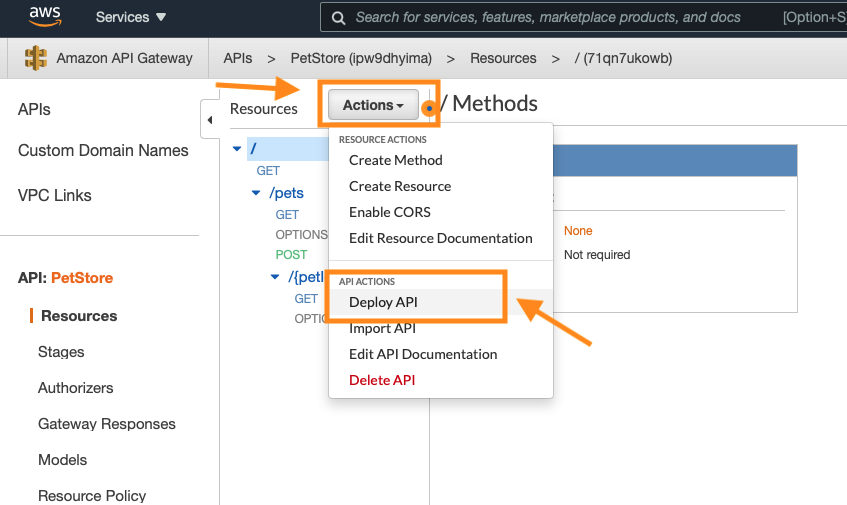 aws
Services ▼
Search for services, features, marketplace products, and docs
[Option+S
Amazon API Gateway
APIs > PetStore (ipw9dhyima) > Resources > / (71qn7ukowb)
APIs
Custom Domain Names
VPC Links
API: PetStore
Resources
Stages
Authorizers
Gateway Responses
Models
Resource Policy
Resources
Actions
/
GET
/pets
GET
OPTIONS
POST
/{petI
GET
OPTIO
RESOURCE ACTIONS
Create Method
Create Resource
Enable CORS
Edit Resource Documentation
API ACTIONS
Deploy API
Import API
Edit API Documentation
Delete API
/ Methods
None
Not required